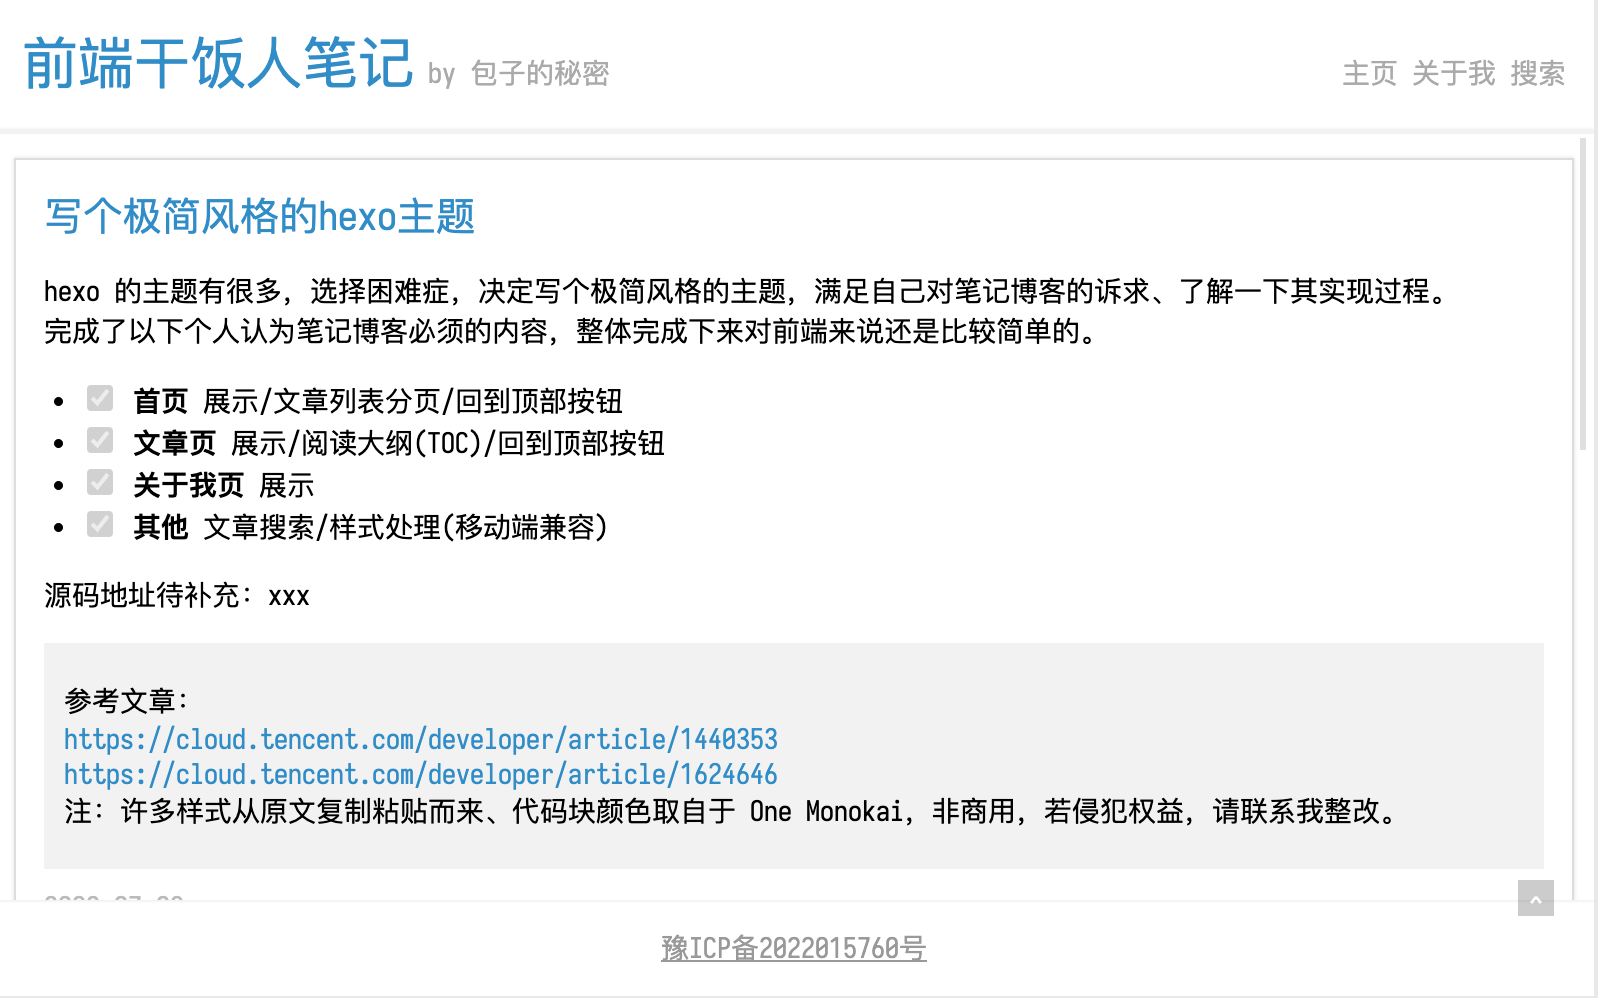 前端干饭人笔记 by 包子的秘密
主页 关于我 搜索
写个极简风格的hexo主题
hexo 的主题有很多，选择困难症，决定写个极简风格的主题，满足自己对笔记博客的诉求、了解一下其实现过程。
完成了以下个人认为笔记博客必须的内容，整体完成下来对前端来说还是比较简单的。
首页 展示/文章列表分页/回到顶部按钮
文章页 展示/阅读大纲(TOC)/回到顶部按钮
关于我页 展示
其他 文章搜索/样式处理(移动端兼容)
源码地址待补充：xxx
参考文章：
https://cloud.tencent.com/developer/article/1440353
https://cloud.tencent.com/developer/article/1624646
注：许多样式从原文复制粘贴而来、代码块颜色取自于 One Monokai，非商用，若侵犯权益，请联系我整改。
豫ICP备2022015760号